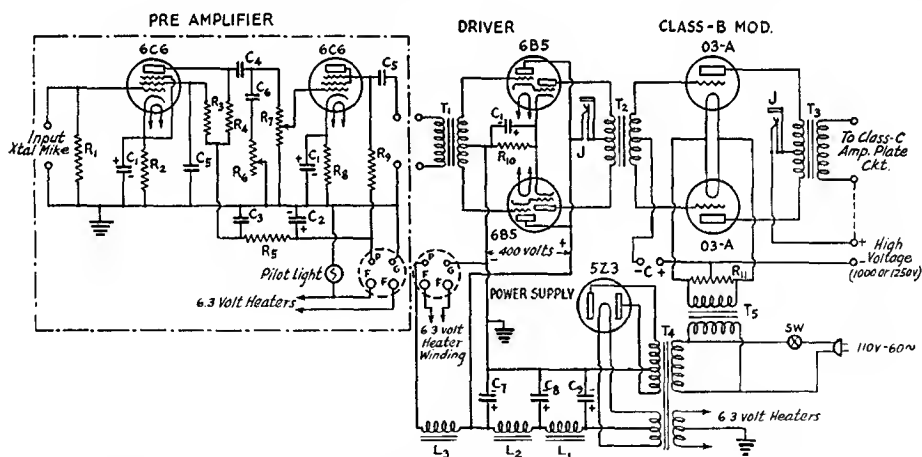 PRE AMPLIFIER
DRIVER
CLASS-B MOD.
6C6
6C6
6B5
03-A
C4
C5
C6
R3
R4
R7
T1
C1
R10
J
T2
J
T3
Input
Xtal Mike
R1
C1
R2
C5
R6
C1
R8
R9
To Class-C
Amp. Plate
Ckt.
C3
C2
R5
6B5
03-A
- 400 volts +
- C +
R11
+ High
- Voltage
(1000 or 1250V)
Pilot light
P
G
F
F
P
G
F
F
5Z3
POWER SUPPLY
T5
6.3 Volt Heaters
6 3 volt
Heater
Winding
T4
SW
110V-60~
C7
C8
C9
6 3 volt Heaters
L3
L2
L1